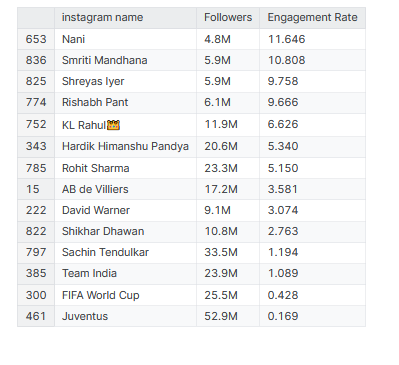 instagram name Followers Engagement Rate
653 Nani 4.8M 11.646
836 Smriti Mandhana 5.9M 10.808
825 Shreyas Iyer 5.9M 9.758
774 Rishabh Pant 6.1M 9.666
752 KL Rahul👑 11.9M 6.626
343 Hardik Himanshu Pandya 20.6M 5.340
785 Rohit Sharma 23.3M 5.150
15 AB de Villiers 17.2M 3.581
222 David Warner 9.1M 3.074
822 Shikhar Dhawan 10.8M 2.763
797 Sachin Tendulkar 33.5M 1.194
385 Team India 23.9M 1.089
300 FIFA World Cup 25.5M 0.428
461 Juventus 52.9M 0.169